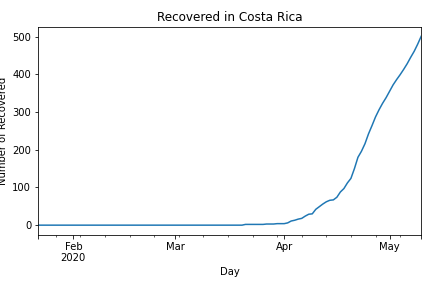 Recovered in Costa Rica
Number of Recovered
500
400
300
200
100
0
Feb
2020
Mar
Apr
May
Day